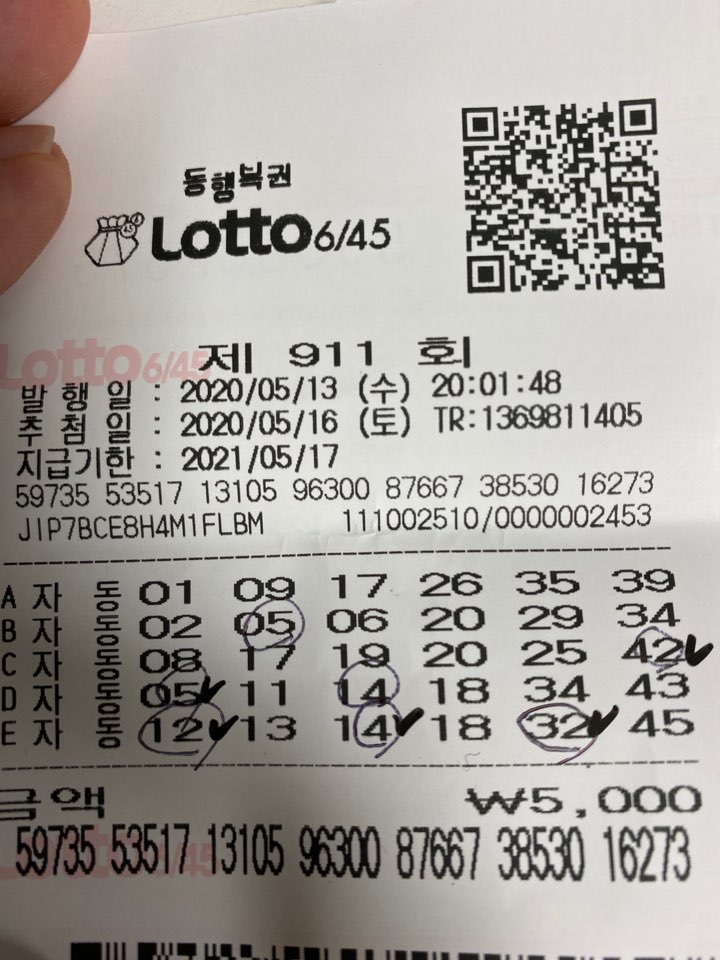 동행복권
Lotto 6/45
제 911 회
발 행 일 : 2020/05/13 (수) 20:01:48
추 첨 일 : 2020/05/16 (토) TR:1369811405
지급기한 : 2021/05/17
59735 53517 13105 96300 87667 38530 16273
JIP7BCE8H4M1FLBM 111002510/0000002453
A 자 동 01 09 17 26 35 39
B 자 동 02 05 06 20 29 34
C 자 동 08 17 19 20 25 42
D 자 동 05 11 14 18 34 43
E 자 동 12 13 14 18 32 45
금액 ₩5,000
59735 53517 13105 96300 87667 38530 16273